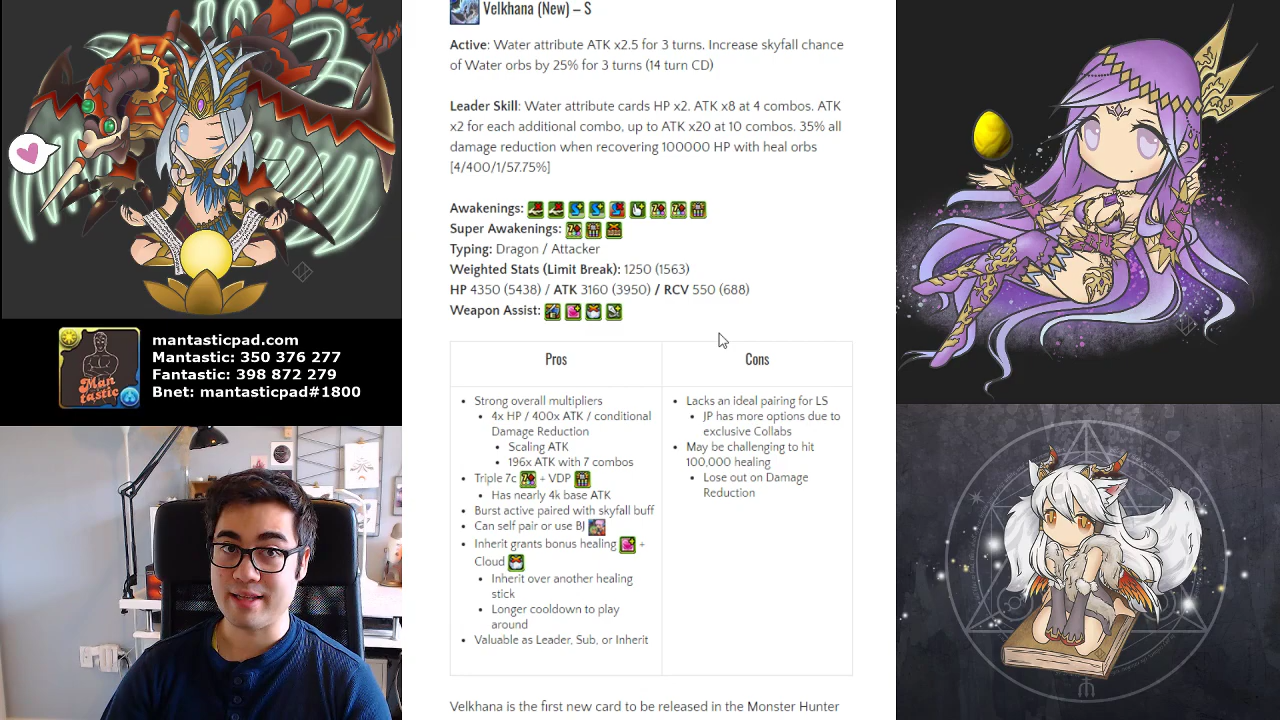 Velkhana (New) – S
Active: Water attribute ATK x2.5 for 3 turns. Increase skyfall chance
of Water orbs by 25% for 3 turns (14 turn CD)
Leader Skill: Water attribute cards HP x2. ATK x8 at 4 combos. ATK
x2 for each additional combo, up to ATK x20 at 10 combos. 35% all
damage reduction when recovering 100000 HP with heal orbs
[4/400/1/57.75%]
Awakenings:
Super Awakenings:
Typing: Dragon / Attacker
Weighted Stats (Limit Break): 1250 (1563)
HP 4350 (5438) / ATK 3160 (3950) / RCV 550 (688)
Weapon Assist:
Pros
Strong overall multipliers
4x HP / 400x ATK / conditional
Damage Reduction
Scaling ATK
196x ATK with 7 combos
Triple 7c + VDP
Has nearly 4k base ATK
Burst active paired with skyfall buff
Can self pair or use BJ
Inherit grants bonus healing +
Cloud
Inherit over another healing
stick
Longer cooldown to play
around
Valuable as Leader, Sub, or Inherit
Cons
Lacks an ideal pairing for LS
JP has more options due to
exclusive Collabs
May be challenging to hit
100,000 healing
Lose out on Damage
Reduction
Velkhana is the first new card to be released in the Monster Hunter
Man
tastic
mantasticpad.com
Mantastic: 350 376 277
Fantastic: 398 872 279
Bnet: mantasticpad#1800